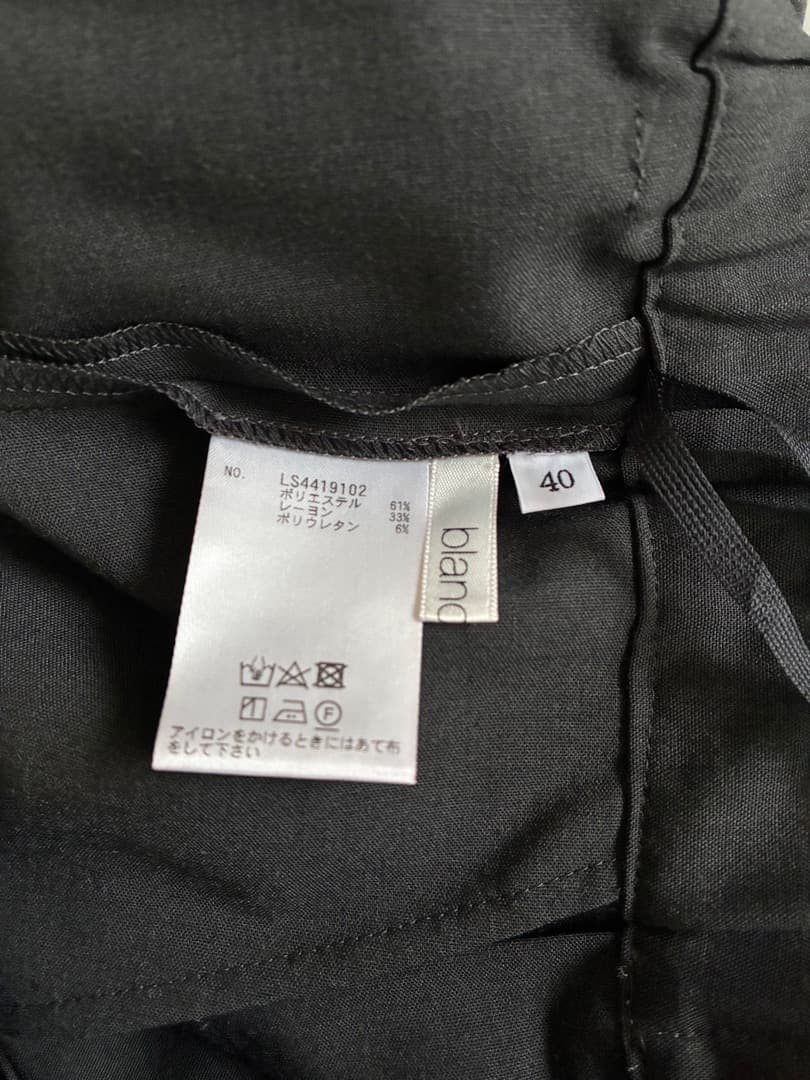 NO. LS4419102
ポリエステル 61%
レーヨン 33%
ポリウレタン 6%
アイロンをかけるときにはあて布
をして下さい
40
F